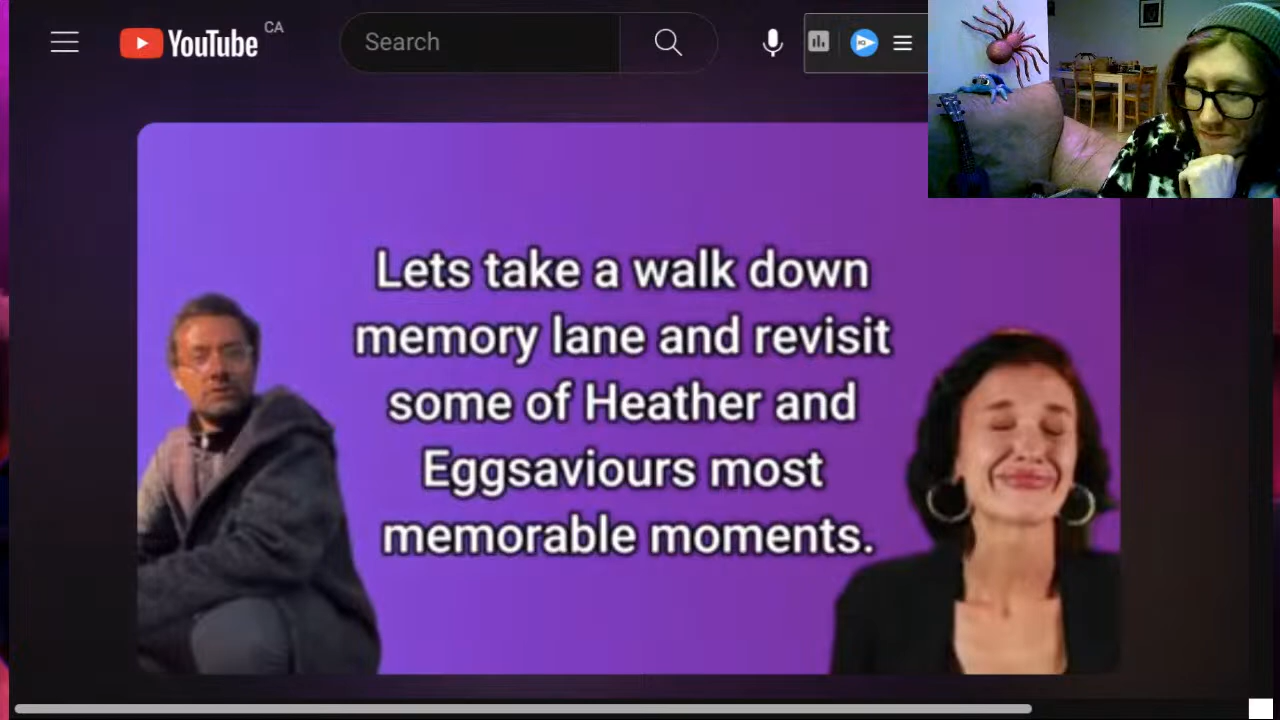 YouTube CA
Search
Lets take a walk down
memory lane and revisit
some of Heather and
Eggsaviours most
memorable moments.